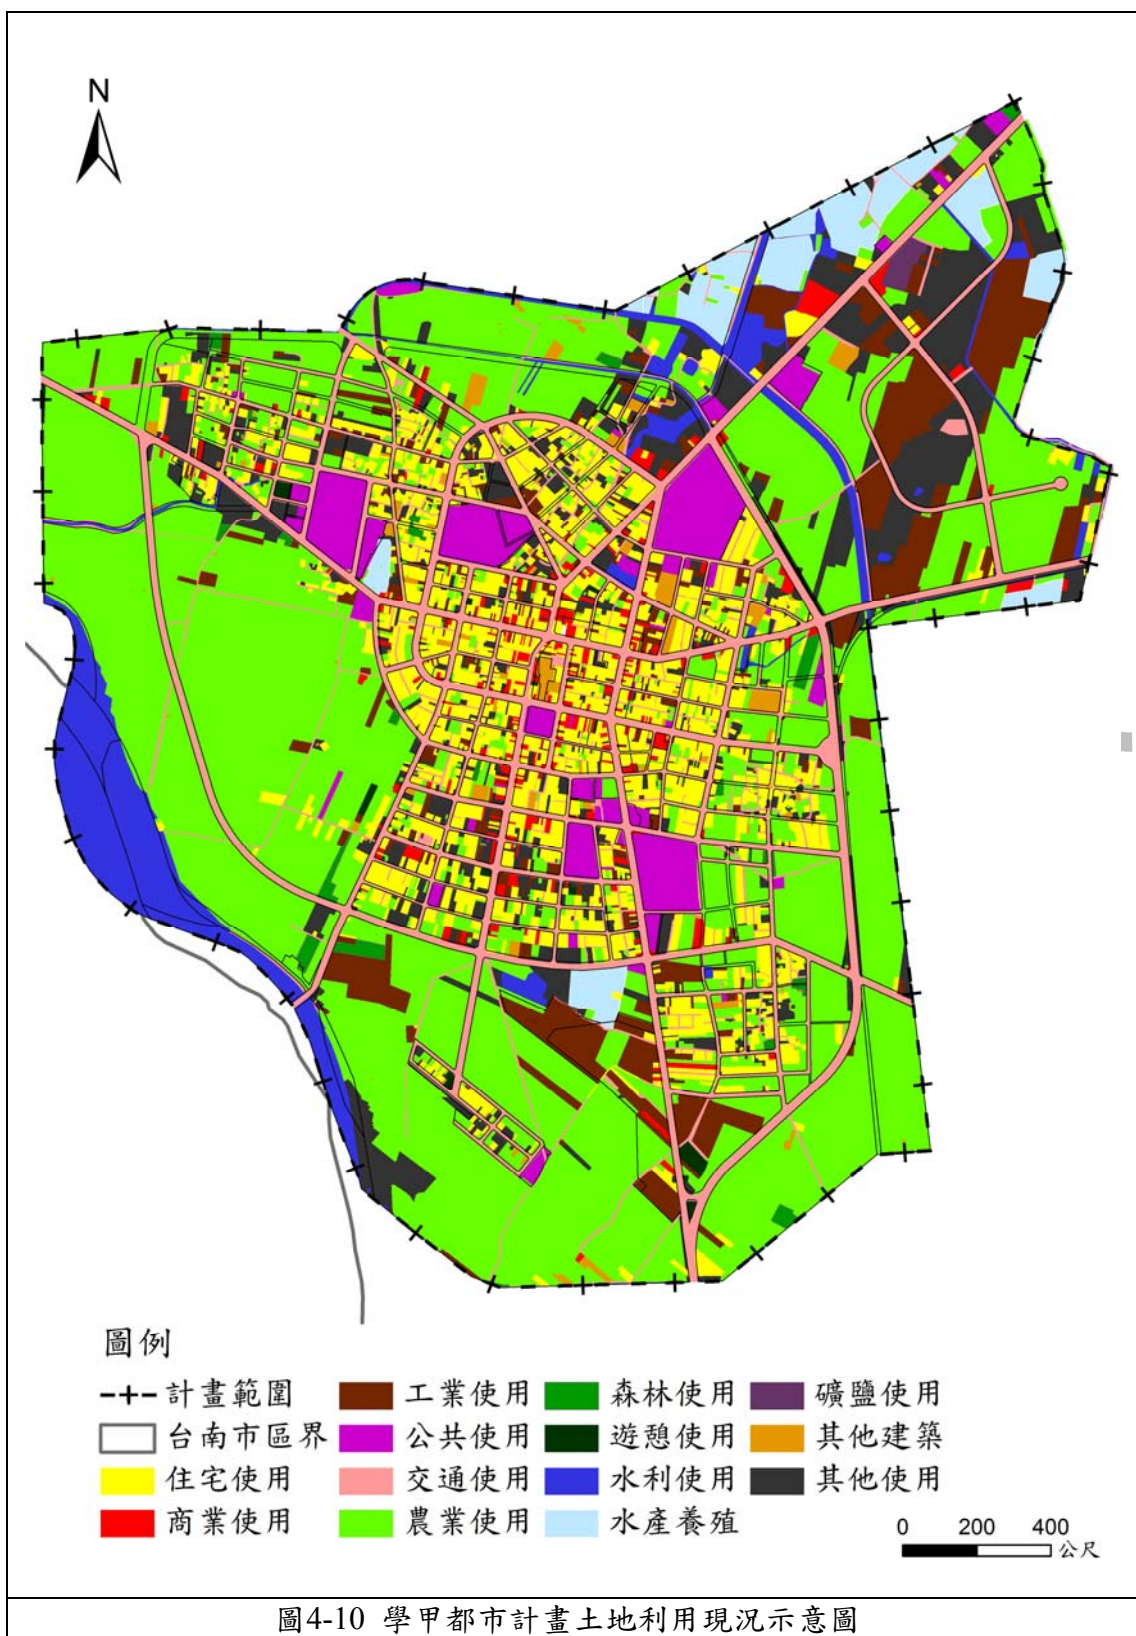 N
圖例
計畫範圍 工業使用 森林使用 礦鹽使用
台南市區界 公共使用 遊憩使用 其他建築
住宅使用 交通使用 水利使用 其他使用
商業使用 農業使用 水產養殖
0 200 400
公尺
圖4-10 學甲都市計畫土地利用現況示意圖